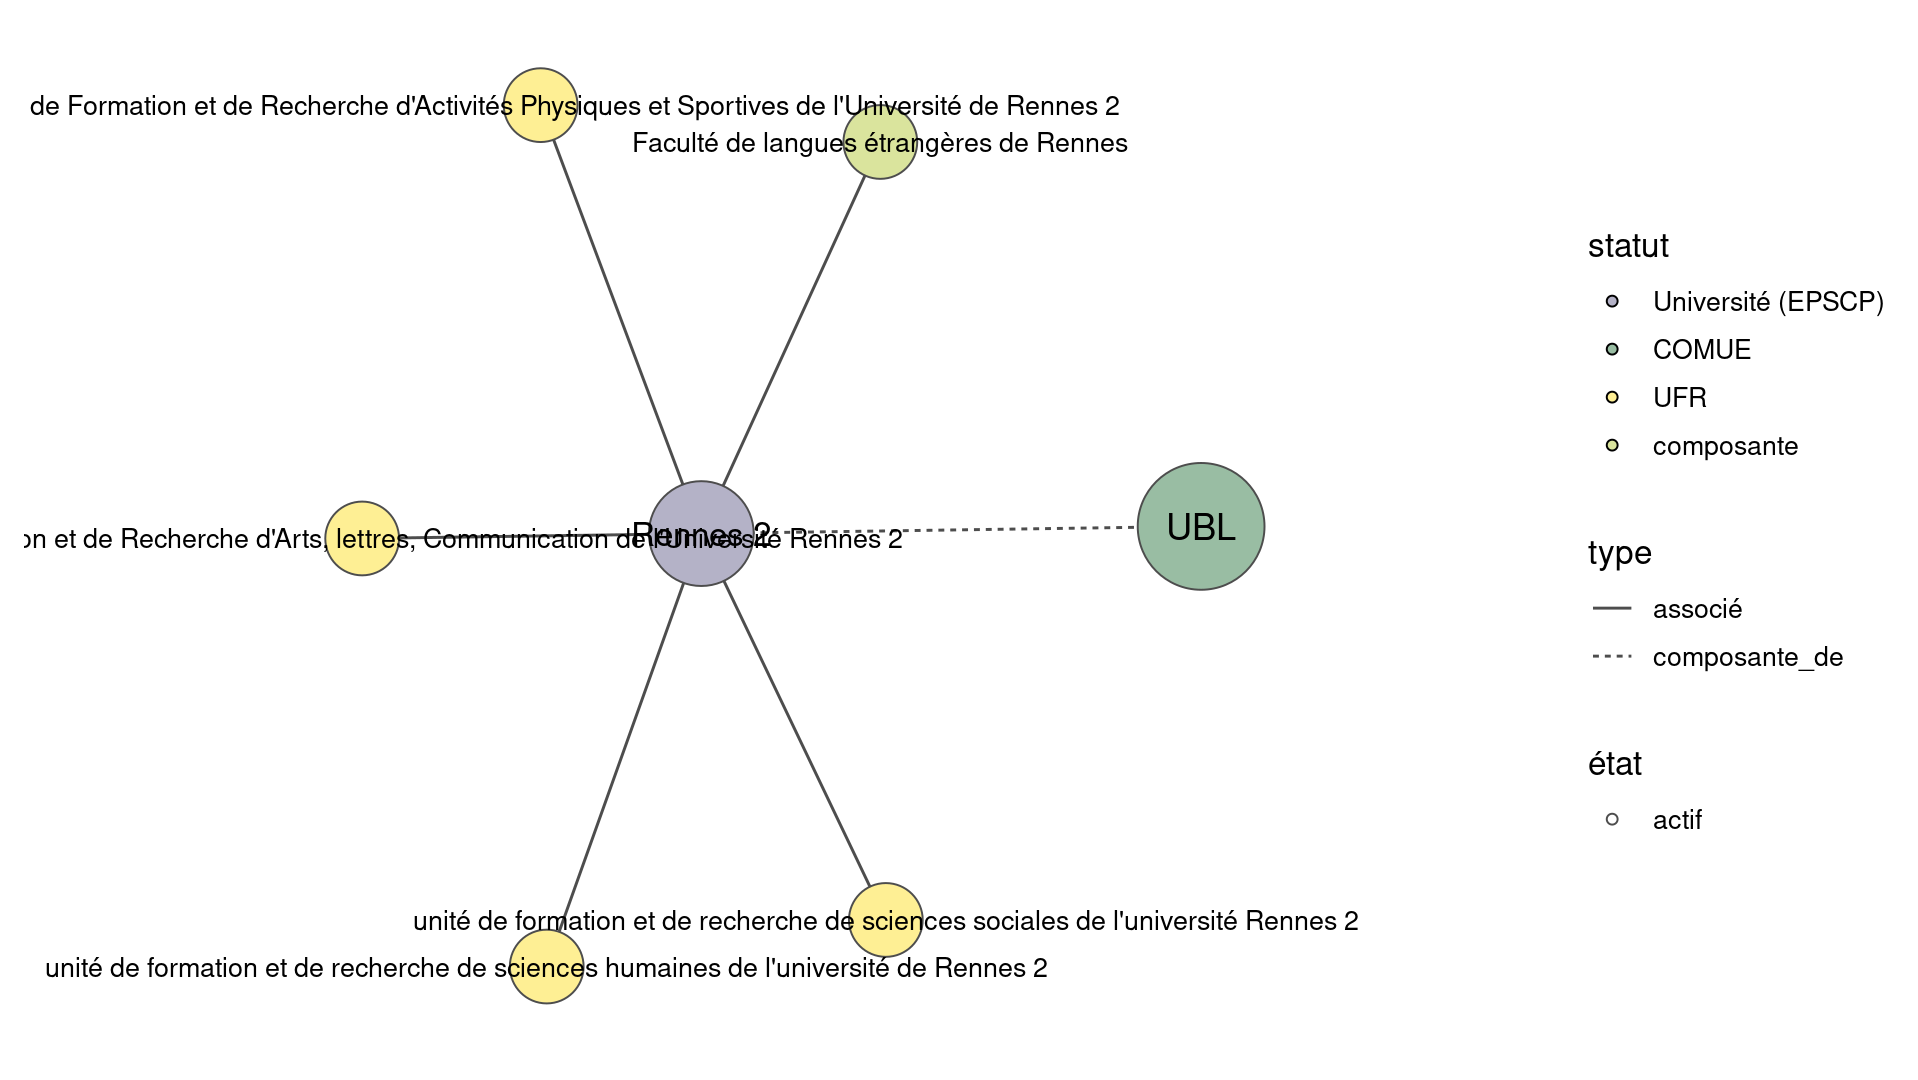 de Formation et de Recherche d'Activités Physiques et Sportives de l'Université de Rennes 2
Faculté de langues étrangères de Rennes
on et de Recherche d'Arts, lettres, Communication de l'Université Rennes 2
Rennes 2
UBL
unité de formation et de recherche de sciences sociales de l'université Rennes 2
unité de formation et de recherche de sciences humaines de l'université de Rennes 2
statut
Université (EPSCP)
COMUE
UFR
composante
type
associé
composante_de
état
actif